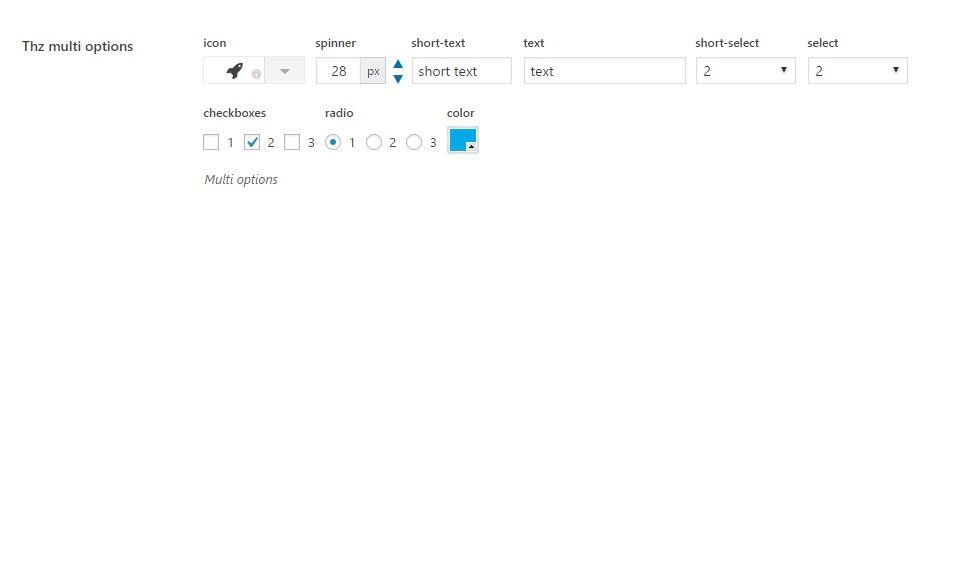 Thz multi options
icon spinner short-text text short-select select
28 px short text text 2 2
checkboxes radio color
1 2 3 1 2 3
Multi options